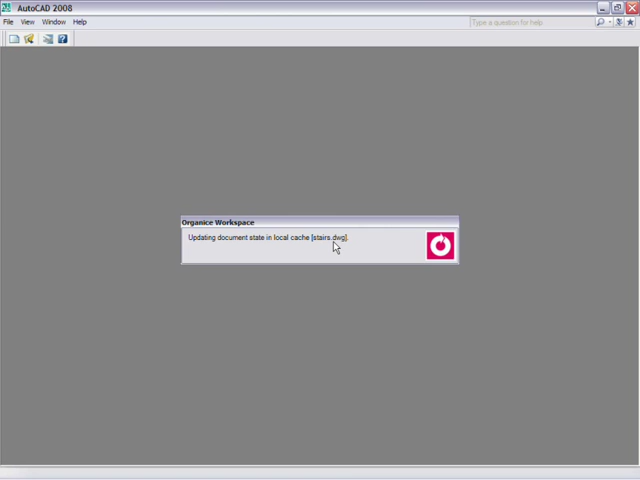 AutoCAD 2008
File View Window Help
Type a question for help
Organice Workspace
Updating document state in local cache [stairs.dwg].